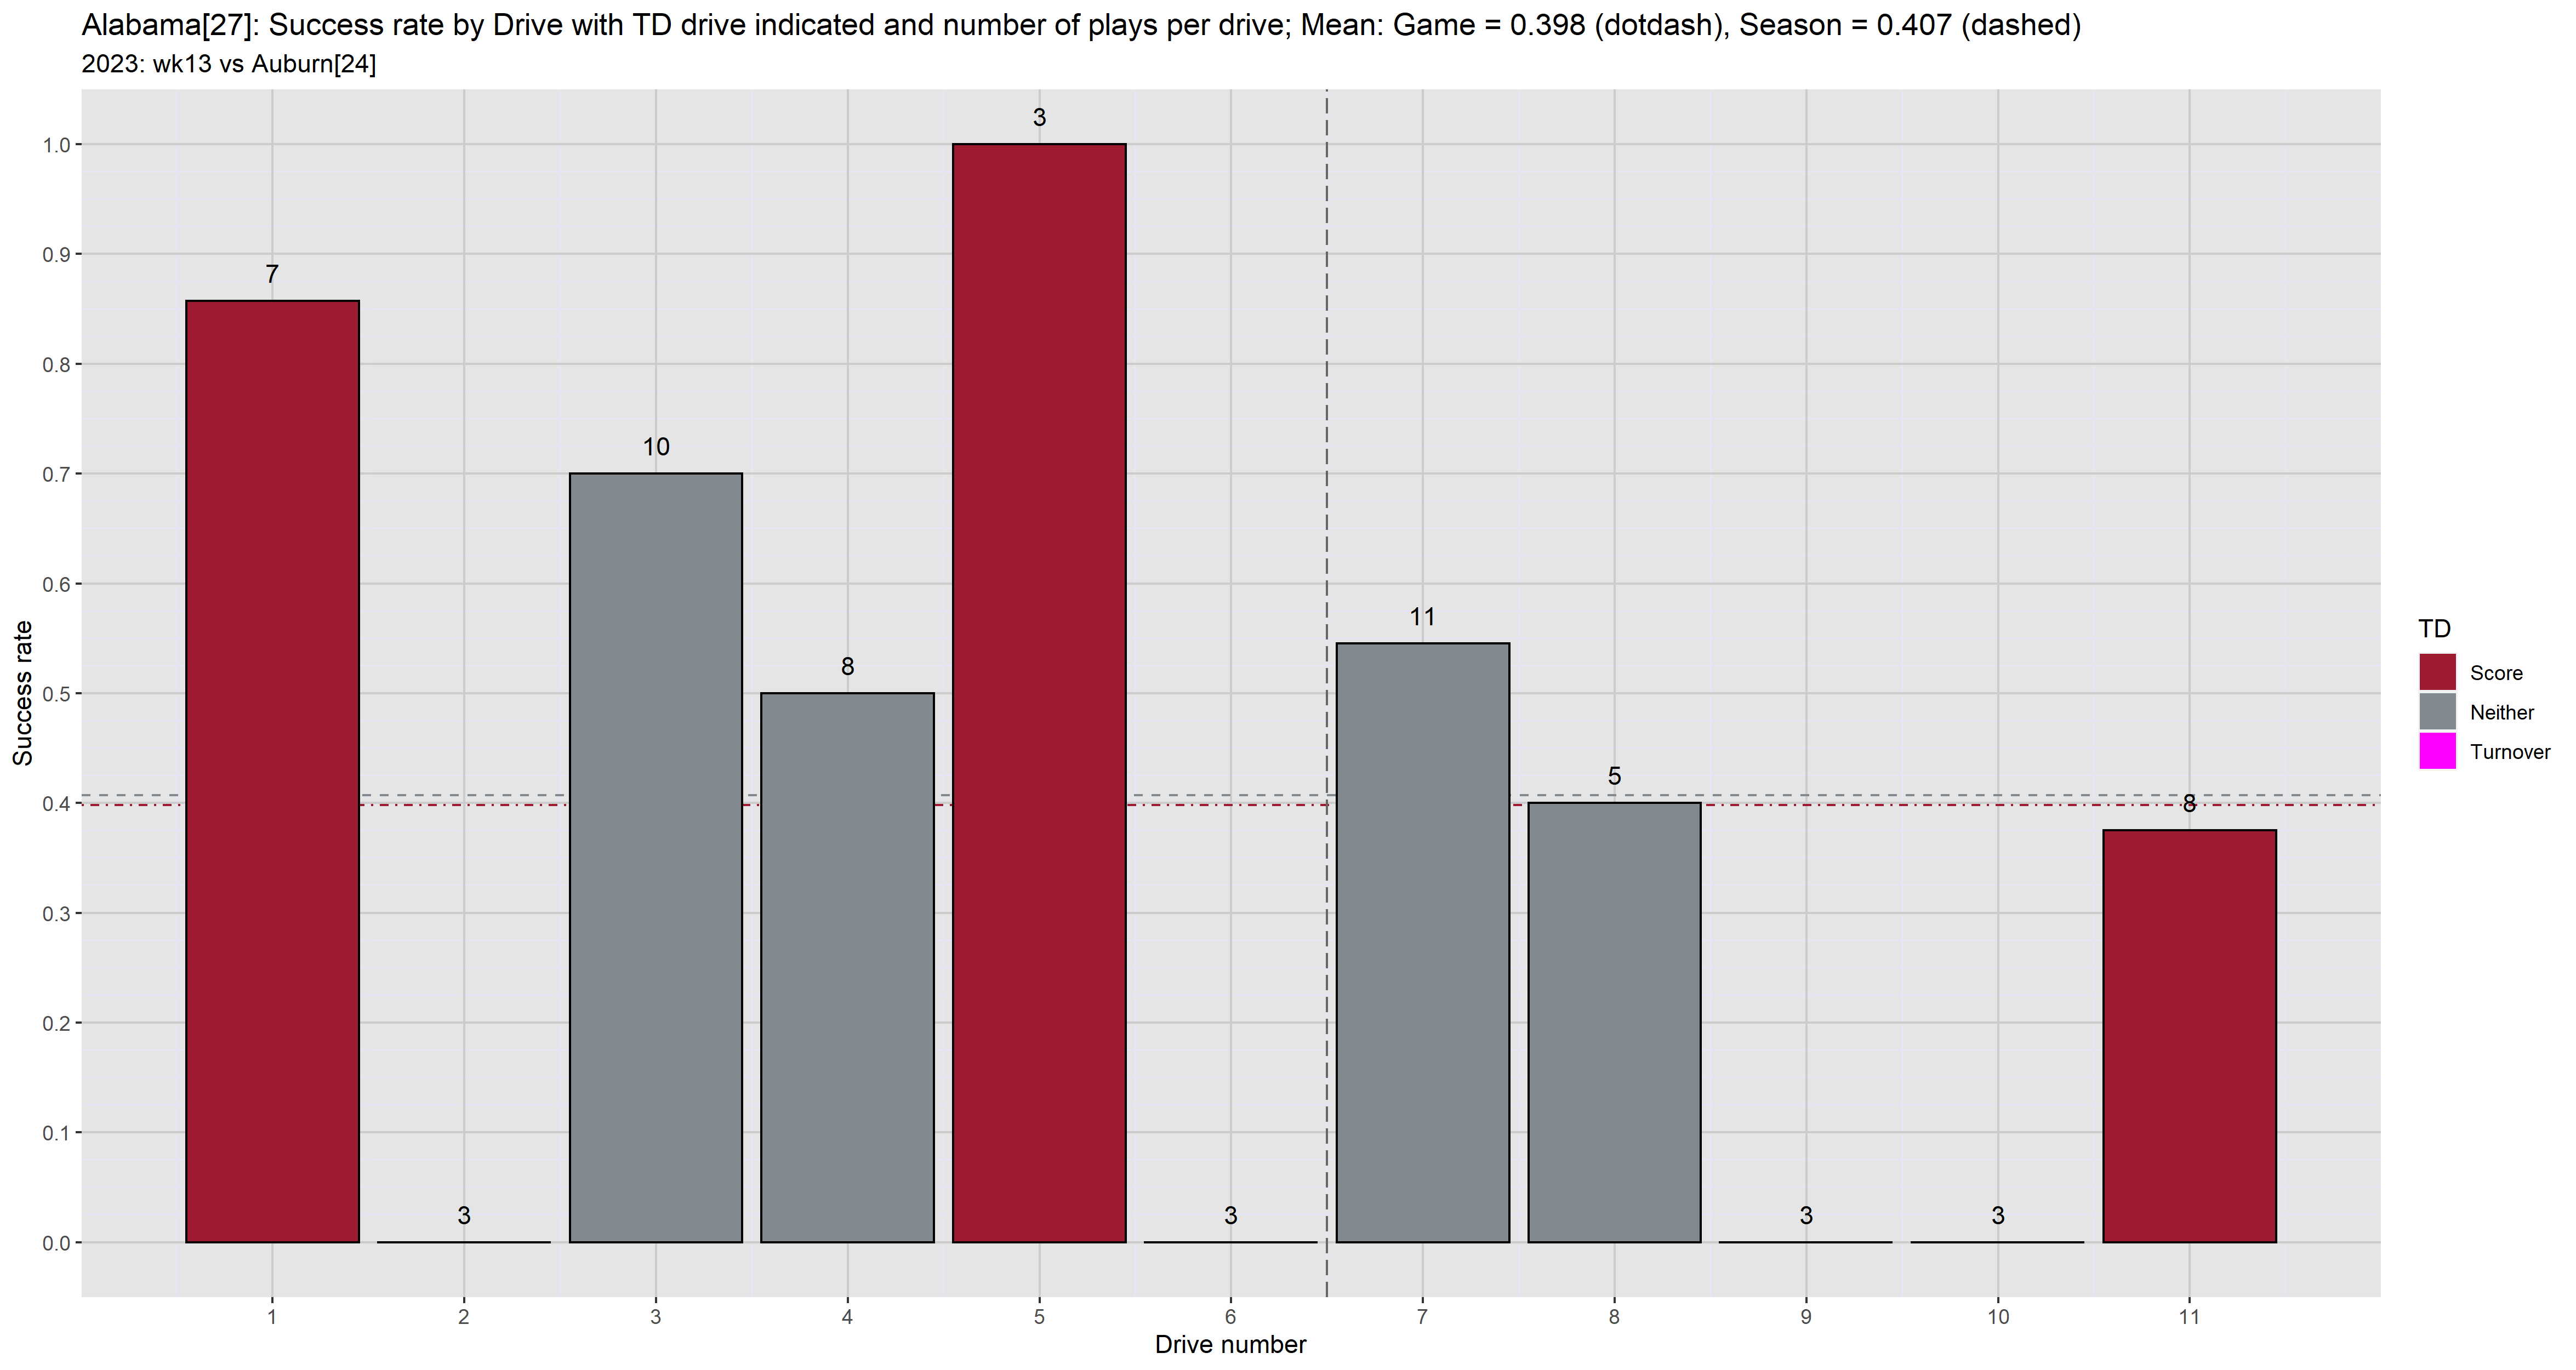 Alabama[27]: Success rate by Drive with TD drive indicated and number of plays per drive; Mean: Game = 0.398 (dotdash), Season = 0.407 (dashed)
2023: wk13 vs Auburn[24]
Success rate
1.0
0.9
0.8
0.7
0.6
0.5
0.4
0.3
0.2
0.1
0.0
7
3
10
8
3
3
11
5
3
3
8
1 2 3 4 5 6 7 8 9 10 11
Drive number
TD
Score
Neither
Turnover